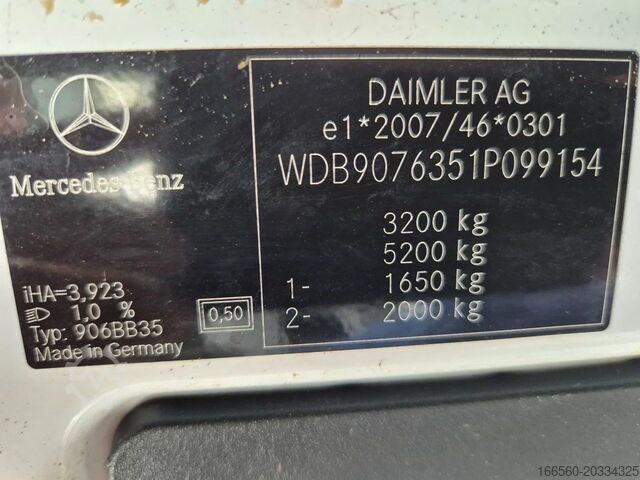 Mercedes-Benz
DAIMLER AG
e1*2007/46*0301
WDB9076351P099154
3200 kg
5200 kg
1- 1650 kg
2- 2000 kg
iHA=3,923
1,0 %
Typ: 906BB35
Made in Germany
0,50
166560-20334325